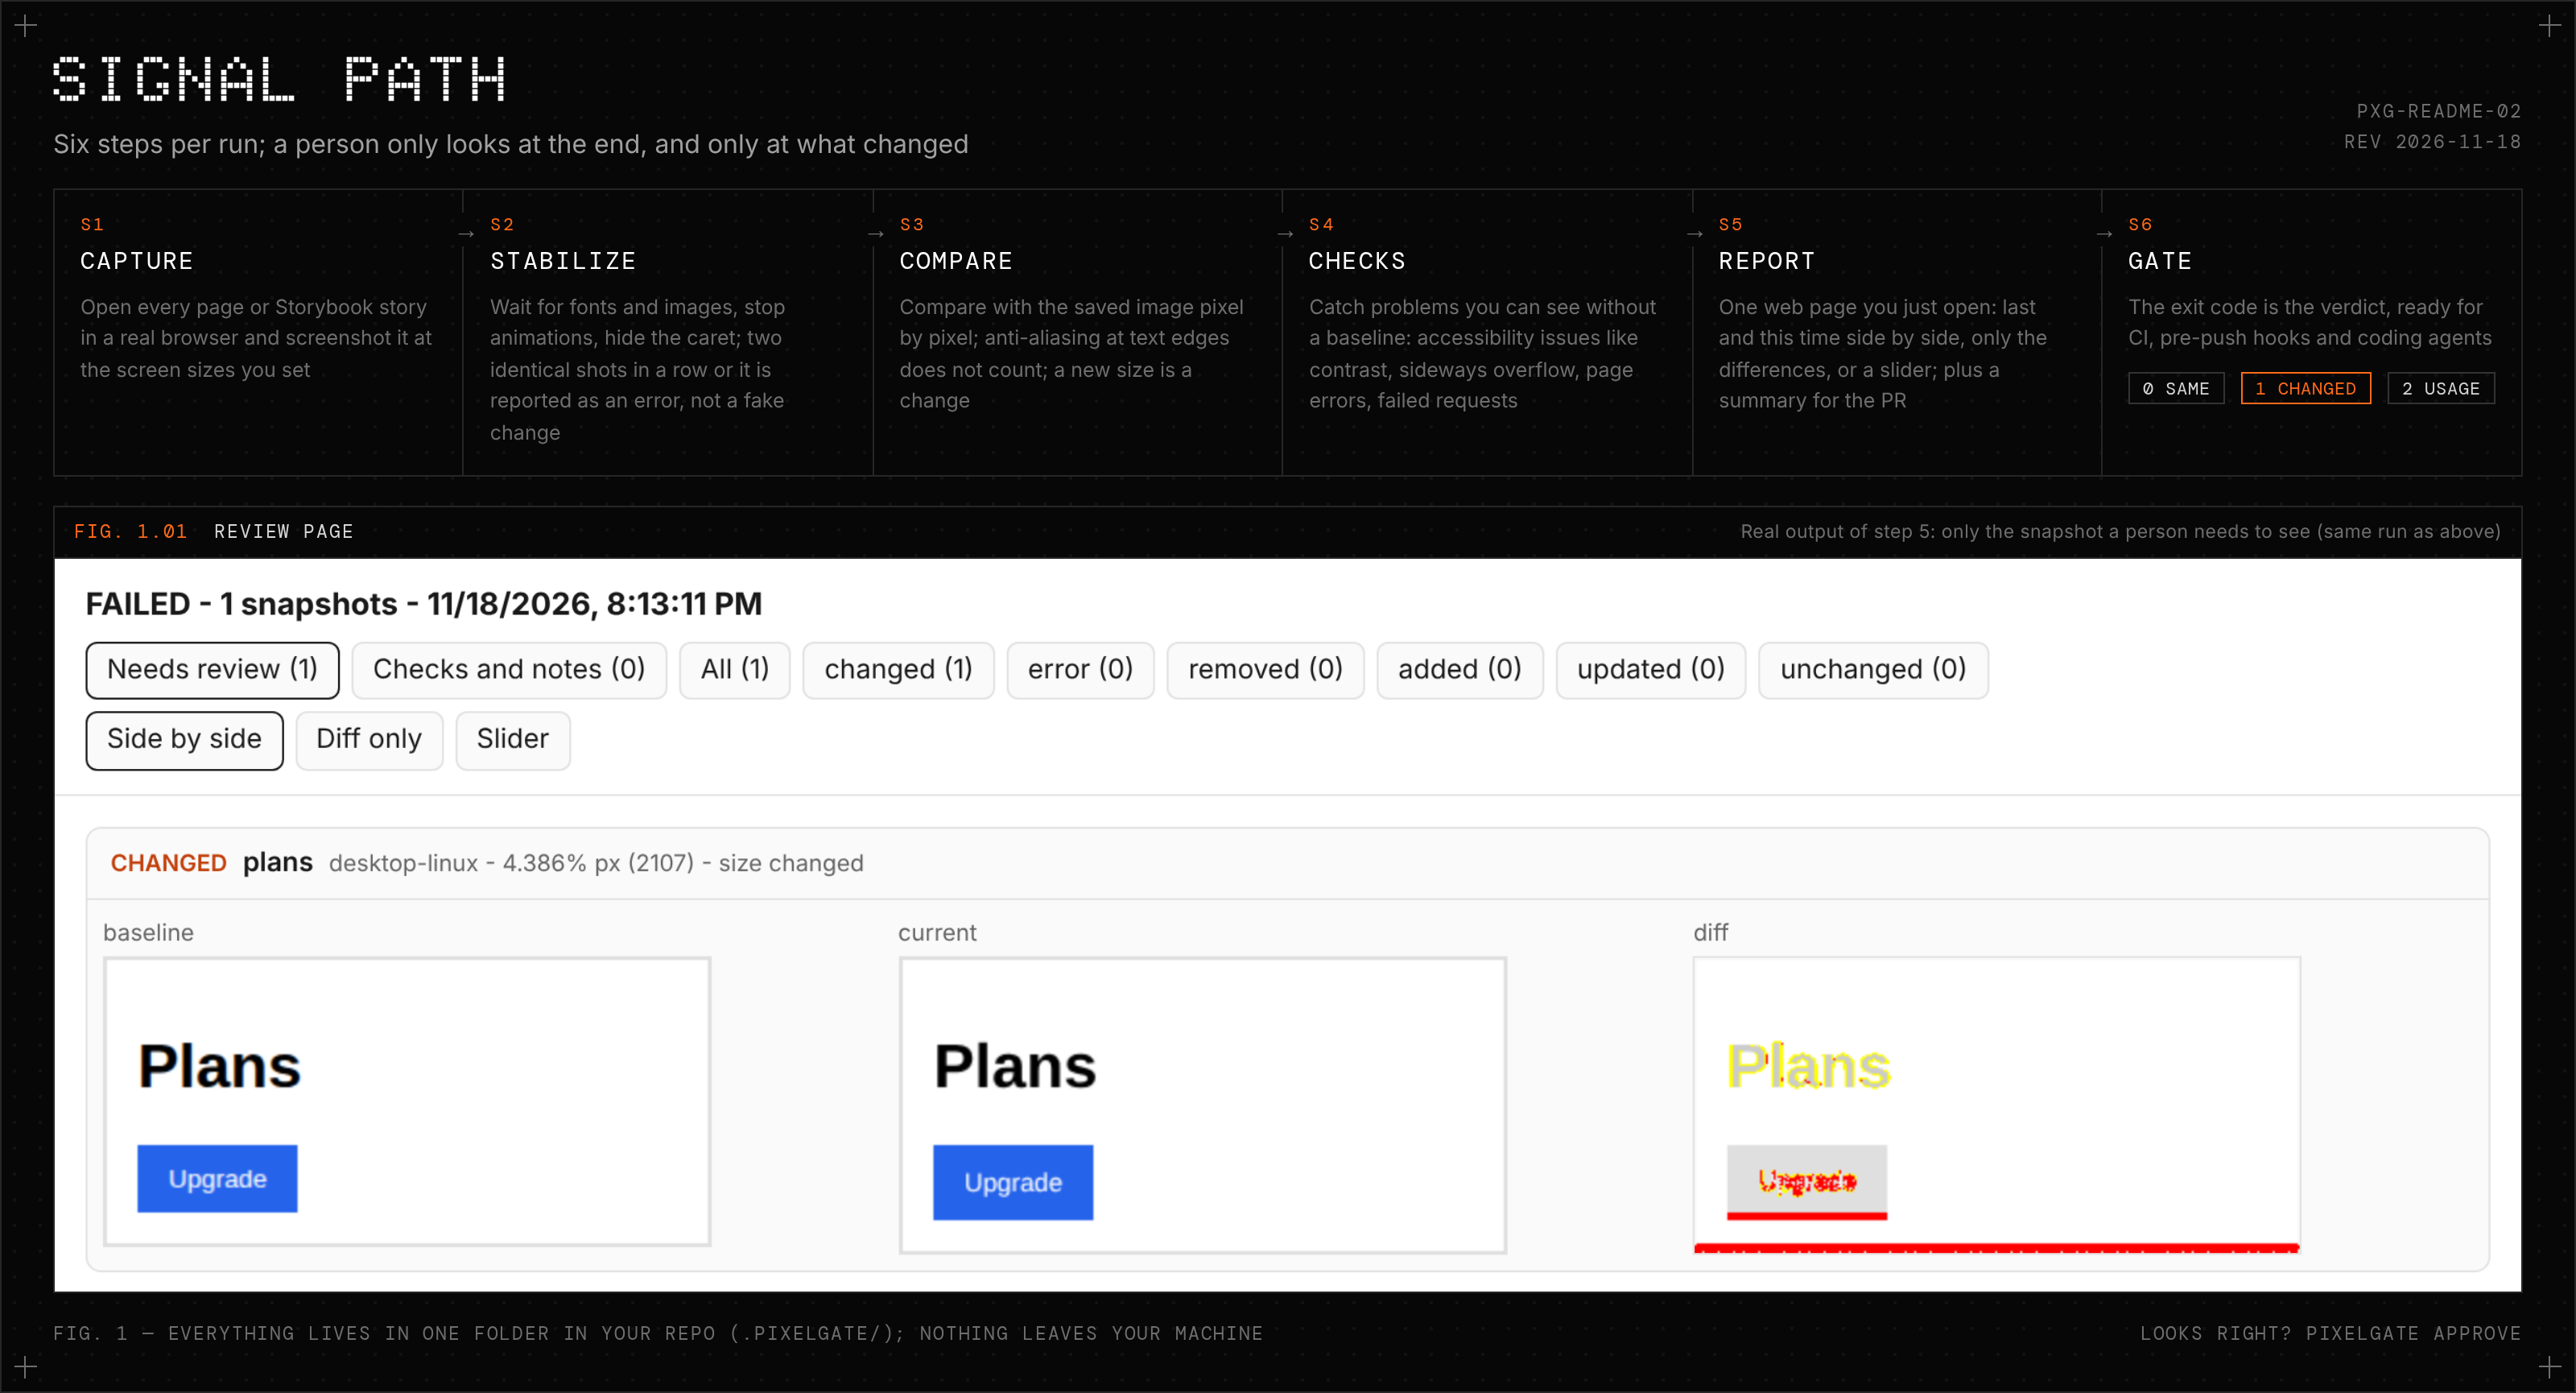 SIGNAL PATH
Six steps per run; a person only looks at the end, and only at what changed
PXG-README-02
REV 2026-11-18
S1
CAPTURE
Open every page or Storybook story
in a real browser and screenshot it at
the screen sizes you set
→
S2
STABILIZE
Wait for fonts and images, stop
animations, hide the caret; two
identical shots in a row or it is
reported as an error, not a fake
change
→
S3
COMPARE
Compare with the saved image pixel
by pixel; anti-aliasing at text edges
does not count; a new size is a
change
→
S4
CHECKS
Catch problems you can see without
a baseline: accessibility issues like
contrast, sideways overflow, page
errors, failed requests
→
S5
REPORT
One web page you just open: last
and this time side by side, only the
differences, or a slider; plus a
summary for the PR
→
S6
GATE
The exit code is the verdict, ready for
CI, pre-push hooks and coding agents
0 SAME 1 CHANGED 2 USAGE
FIG. 1.01 REVIEW PAGE
Real output of step 5: only the snapshot a person needs to see (same run as above)
FAILED - 1 snapshots - 11/18/2026, 8:13:11 PM
Needs review (1) Checks and notes (0) All (1) changed (1) error (0) removed (0) added (0) updated (0) unchanged (0)
Side by side Diff only Slider
CHANGED plans desktop-linux - 4.386% px (2107) - size changed
baseline
Plans
Upgrade
current
Plans
Upgrade
diff
Plans
Upgrade
FIG. 1 — EVERYTHING LIVES IN ONE FOLDER IN YOUR REPO (.PIXELGATE/); NOTHING LEAVES YOUR MACHINE
LOOKS RIGHT? PIXELGATE APPROVE